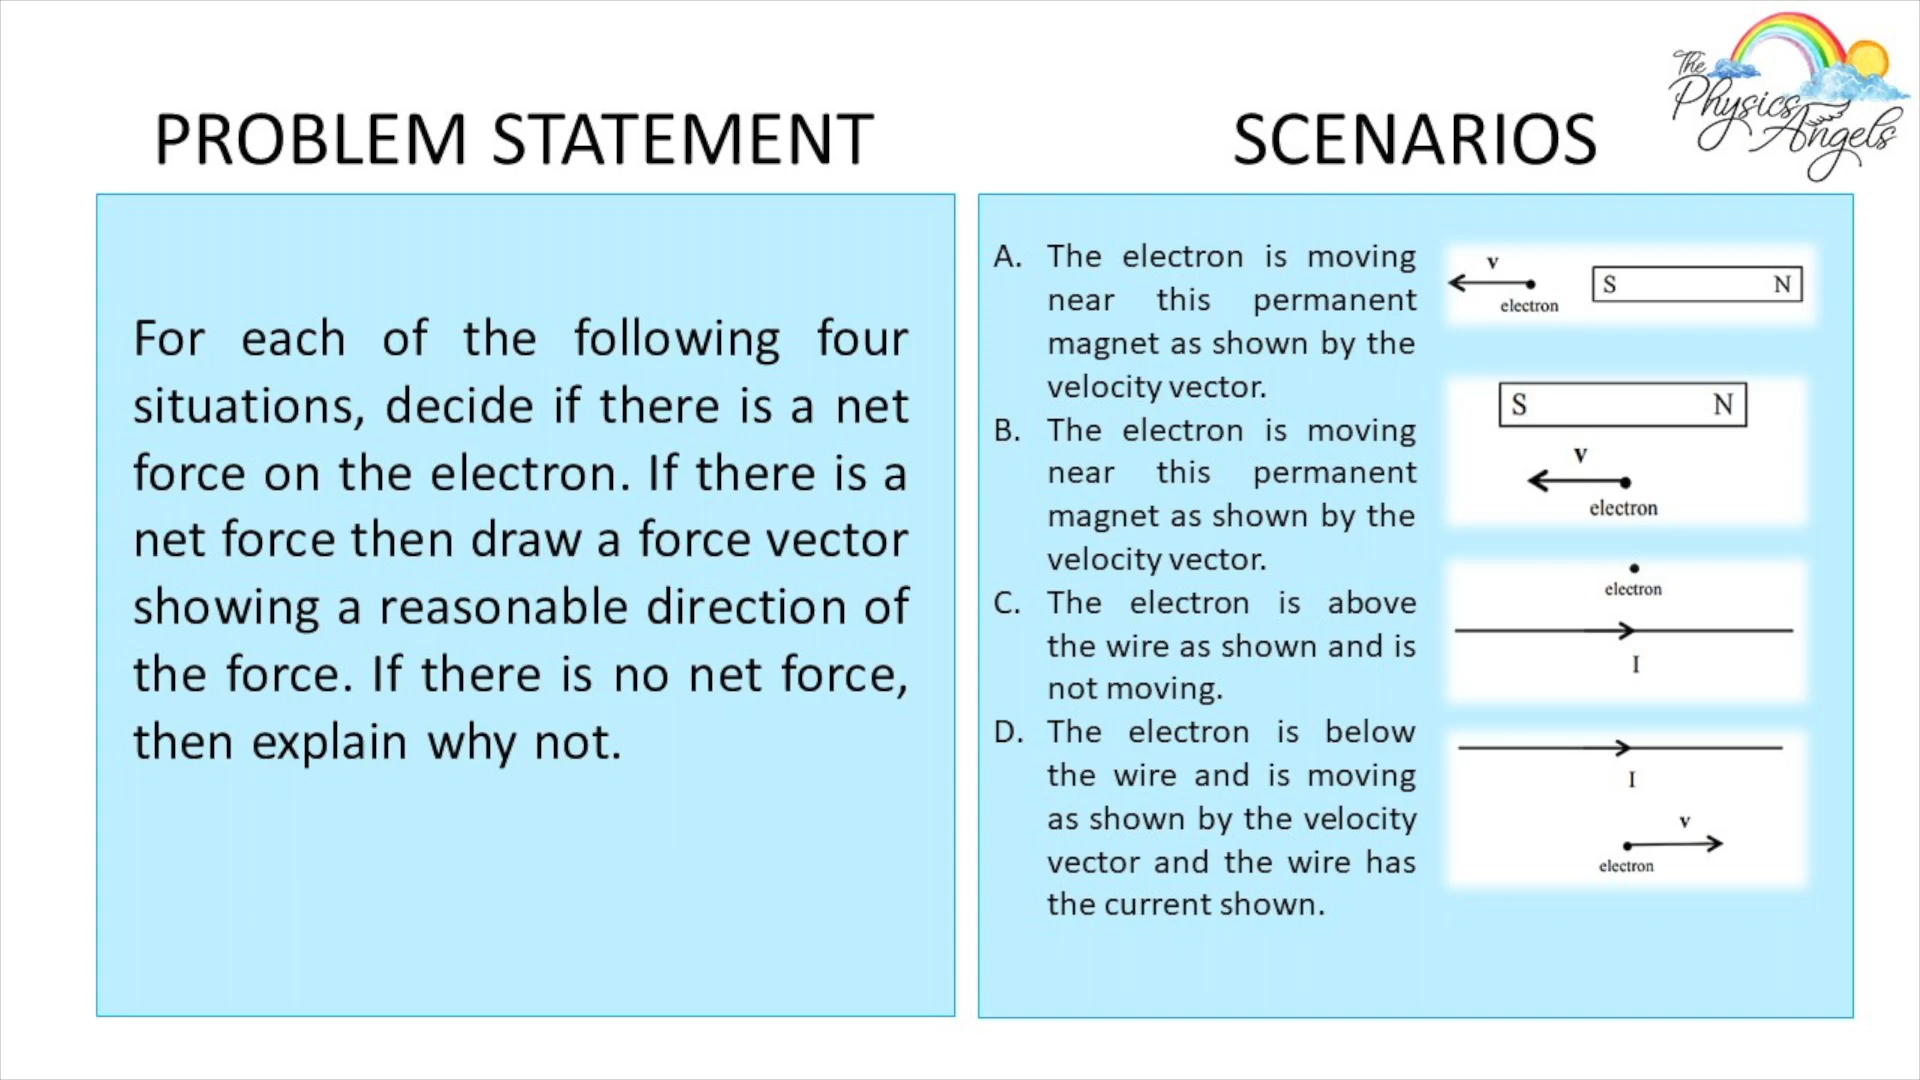 The
Physics
Angels
PROBLEM STATEMENT
SCENARIOS
For each of the following four
situations, decide if there is a net
force on the electron. If there is a
net force then draw a force vector
showing a reasonable direction of
the force. If there is no net force,
then explain why not.
A. The electron is moving
near this permanent
magnet as shown by the
velocity vector.
B. The electron is moving
near this permanent
magnet as shown by the
velocity vector.
C. The electron is above
the wire as shown and is
not moving.
D. The electron is below
the wire and is moving
as shown by the velocity
vector and the wire has
the current shown.
v
S N
electron
S N
v
electron
electron
I
I
v
electron